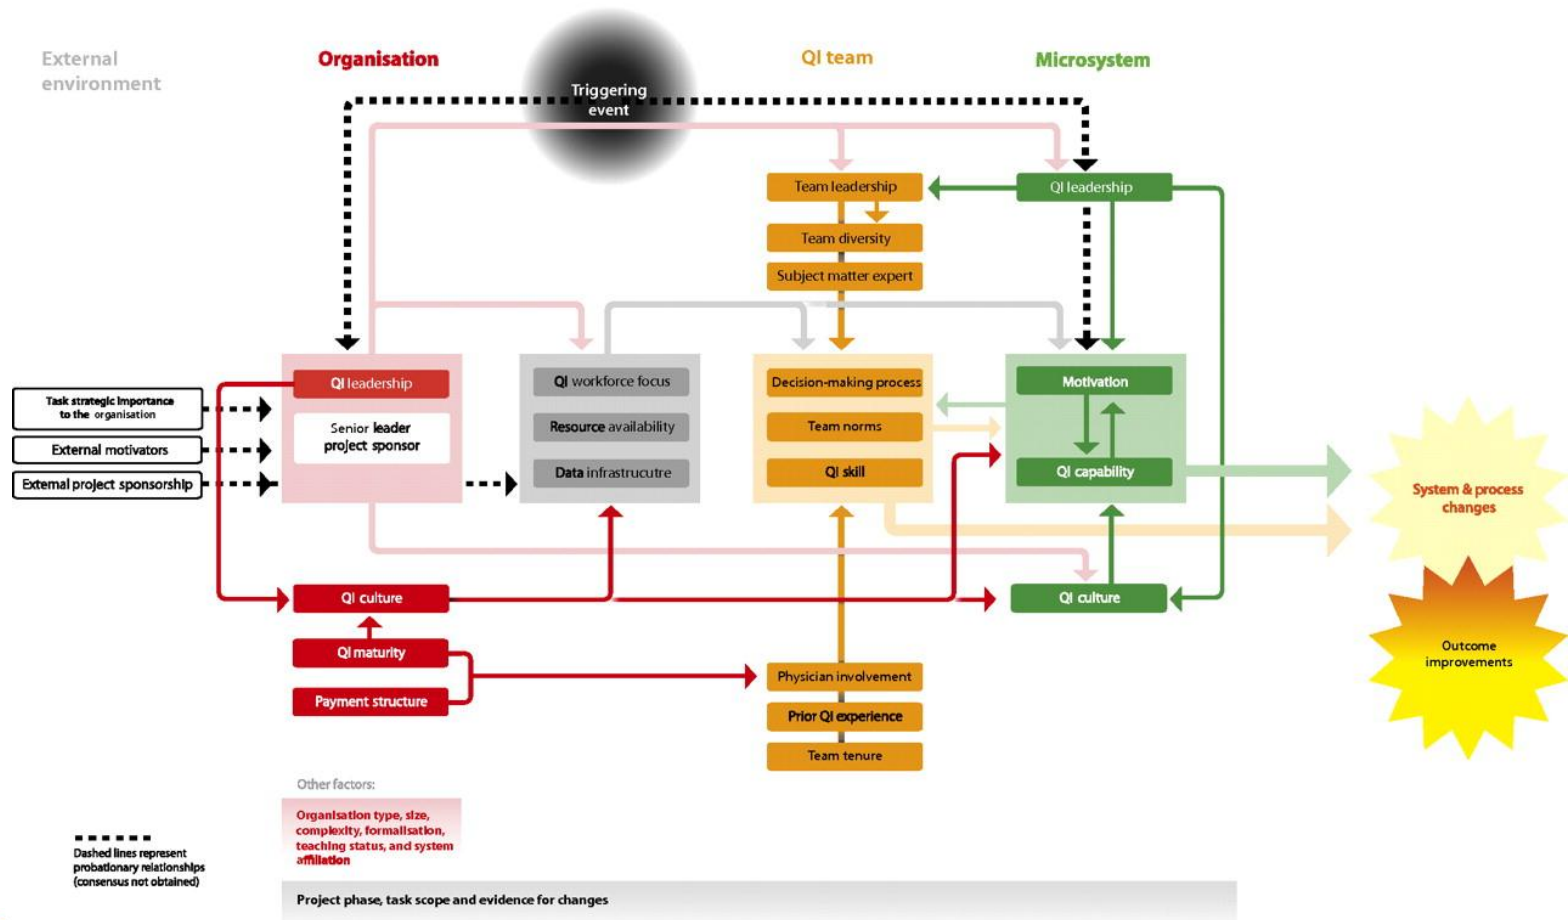 External
environment
Organisation
QI team
Microsystem
Triggering
event
Team leadership
QI leadership
Team diversity
Subject matter expert
Task strategic importance
to the organisation
External motivators
External project sponsorship
QI leadership
Senior leader
project sponsor
QI workforce focus
Resource availability
Data infrastrucutre
Decision-making process
Team norms
QI skill
Motivation
QI capability
System & process
changes
QI culture
QI culture
QI maturity
Payment structure
Physician involvement
Prior QI experience
Team tenure
Outcome
improvements
Other factors:
Organisation type, size,
complexity, formalisation,
teaching status, and system
affiliation
Dashed lines represent
probationary relationships
(consensus not obtained)
Project phase, task scope and evidence for changes